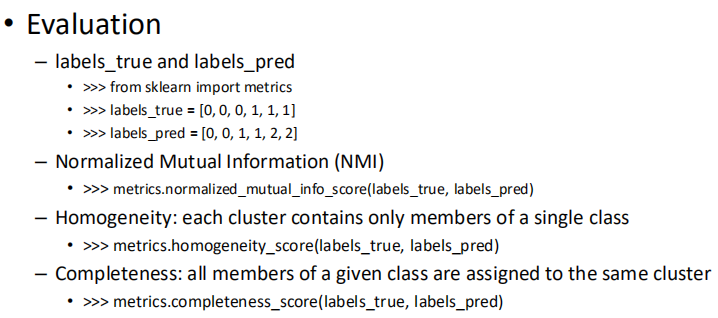 • Evaluation
– labels_true and labels_pred
• >>> from sklearn import metrics
• >>> labels_true = [0, 0, 0, 1, 1, 1]
• >>> labels_pred = [0, 0, 1, 1, 2, 2]
– Normalized Mutual Information (NMI)
• >>> metrics.normalized_mutual_info_score(labels_true, labels_pred)
– Homogeneity: each cluster contains only members of a single class
• >>> metrics.homogeneity_score(labels_true, labels_pred)
– Completeness: all members of a given class are assigned to the same cluster
• >>> metrics.completeness_score(labels_true, labels_pred)